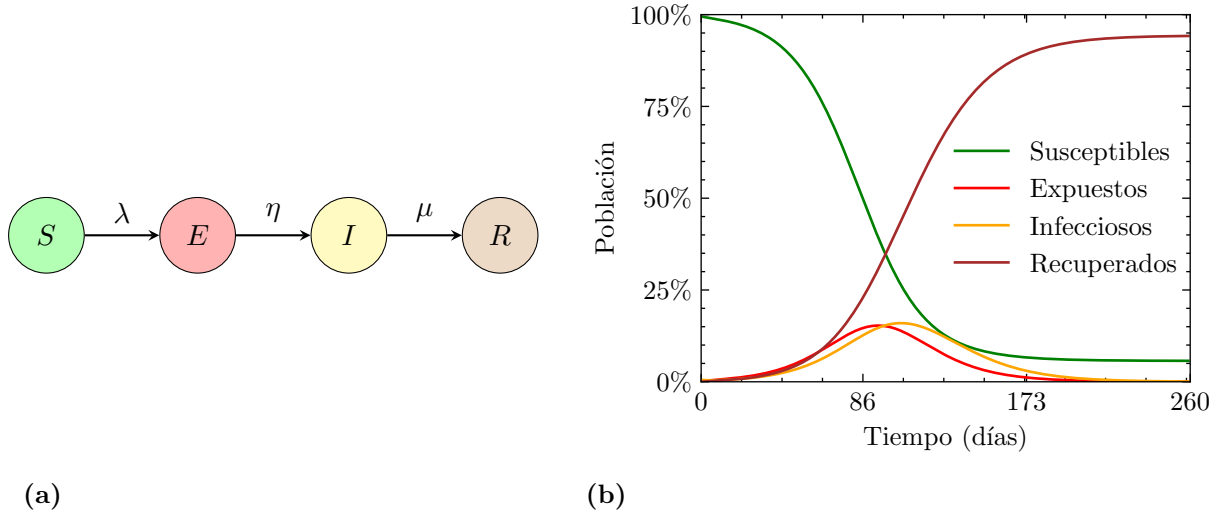 S λ E η I μ R
(a)
100%
75%
50%
25%
0%
Población
0 86 173 260
Tiempo (días)
Susceptibles
Expuestos
Infecciosos
Recuperados
(b)